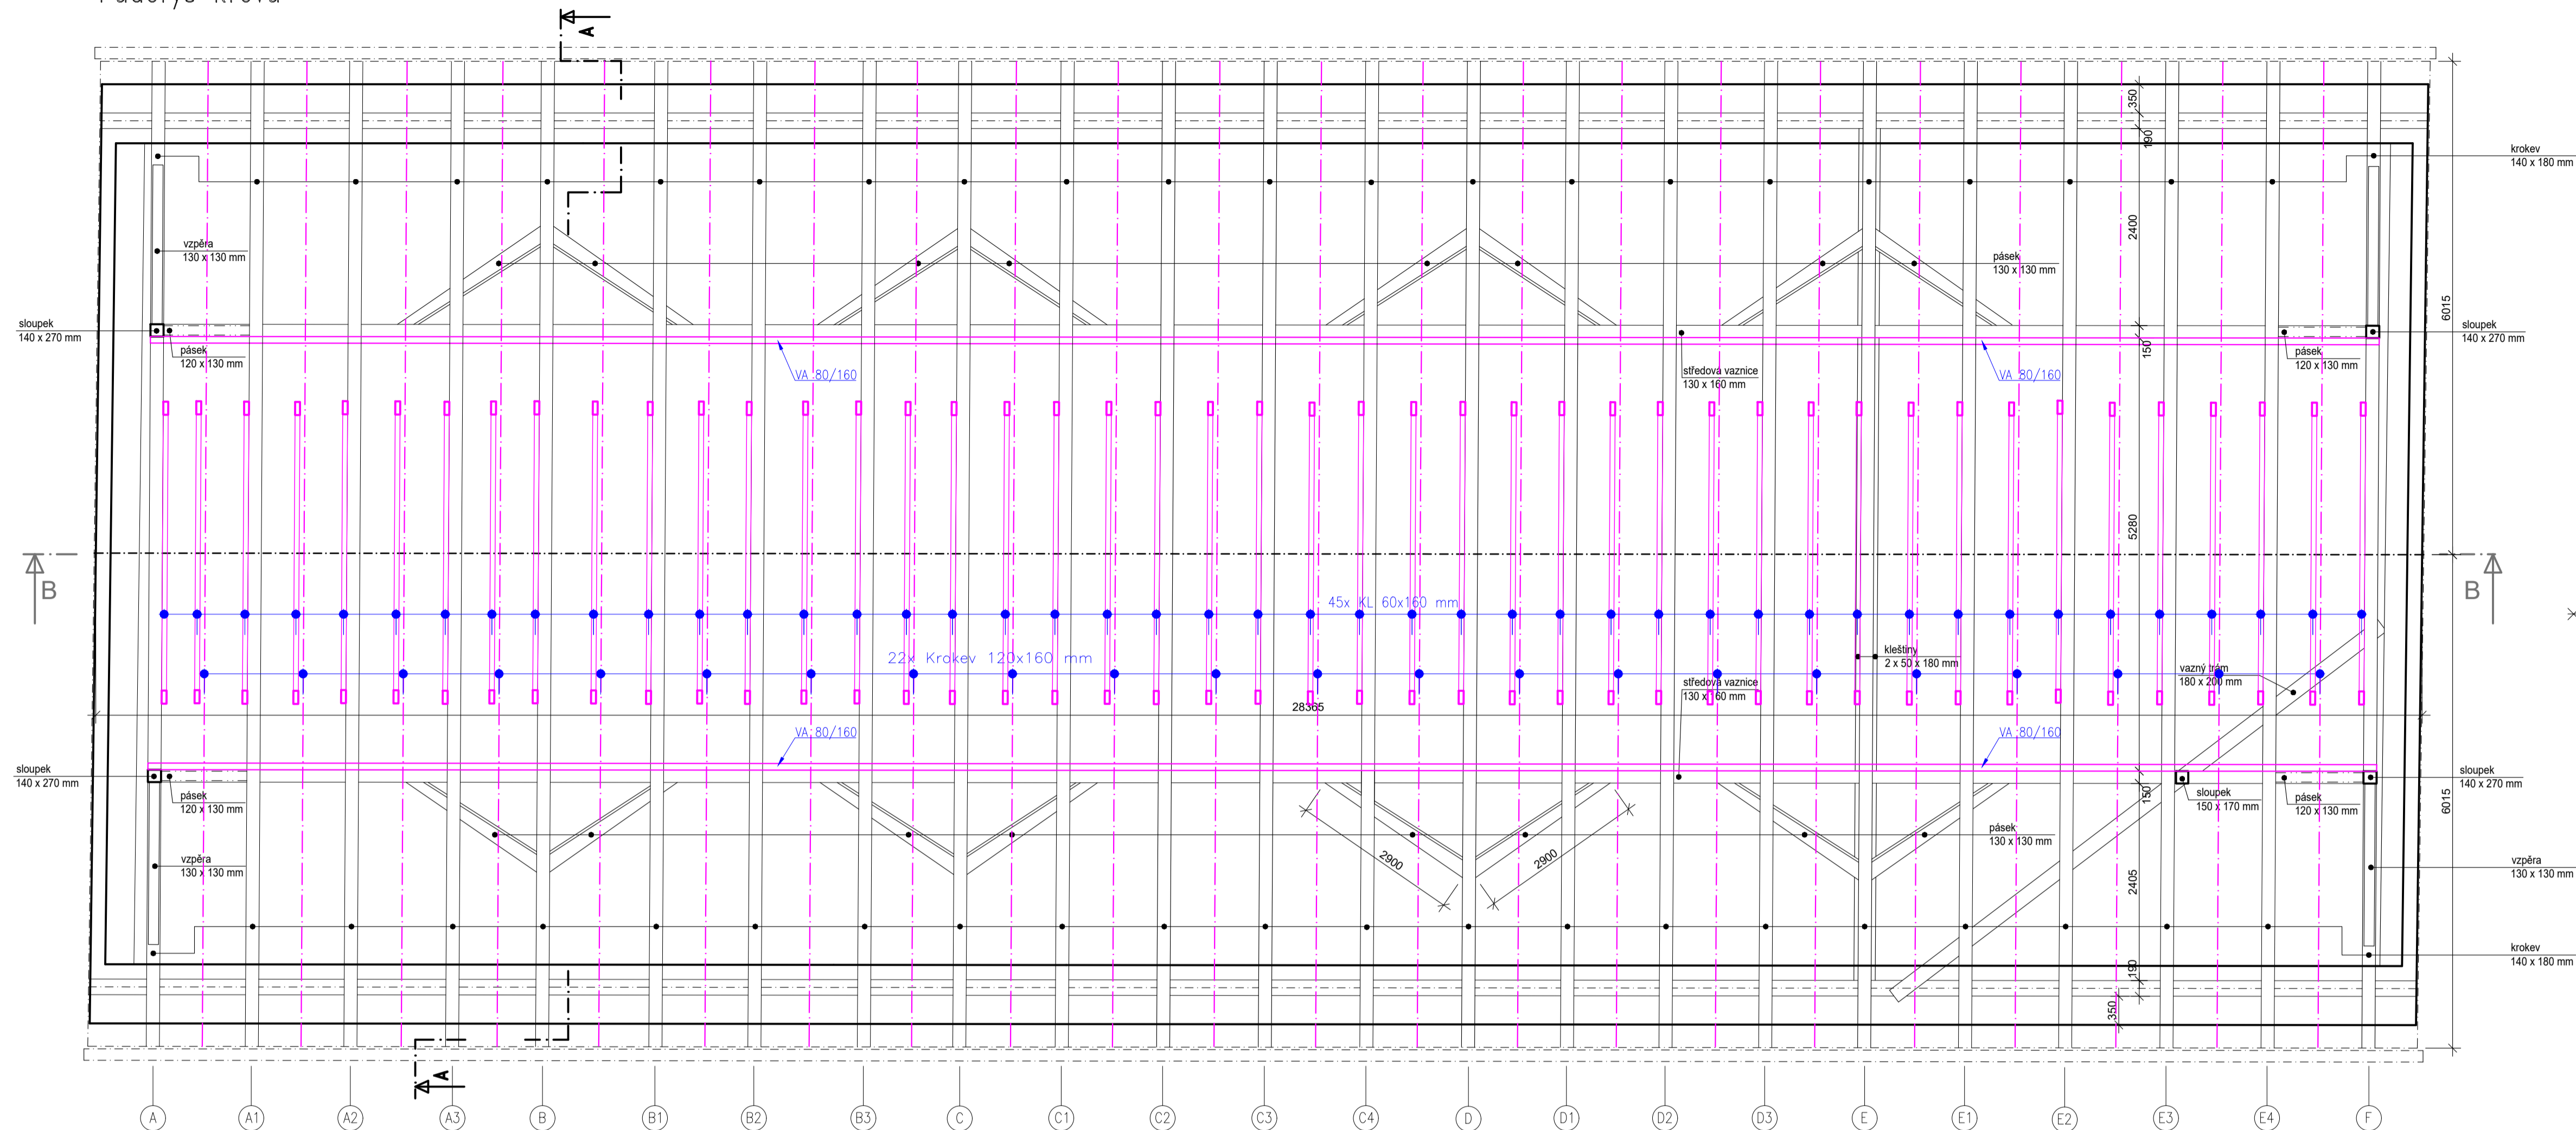 A
krokev
140 x 180 mm
350
190
vzpěra
130 x 130 mm
2400
pásek
130 x 130 mm
6015
sloupek
140 x 270 mm
sloupek
140 x 270 mm
pásek
120 x 130 mm
150
pásek
120 x 130 mm
VA 80/160
středová vaznice
130 x 160 mm
VA 80/160
5280
B
B
45x KL 60x160 mm
22x Krokev 120x160 mm
kleštiny
2 x 50 x 180 mm
vazný trám
180 x 200 mm
středová vaznice
130 x 160 mm
28365
VA 80/160
VA 80/160
sloupek
140 x 270 mm
sloupek
140 x 270 mm
pásek
120 x 130 mm
150
sloupek
150 x 170 mm
pásek
120 x 130 mm
6015
pásek
130 x 130 mm
vzpěra
130 x 130 mm
2900
2900
vzpěra
130 x 130 mm
2405
krokev
140 x 180 mm
190
350
A
A A1 A2 A3 B B1 B2 B3 C C1 C2 C3 C4 D D1 D2 D3 E E1 E2 E3 E4 F